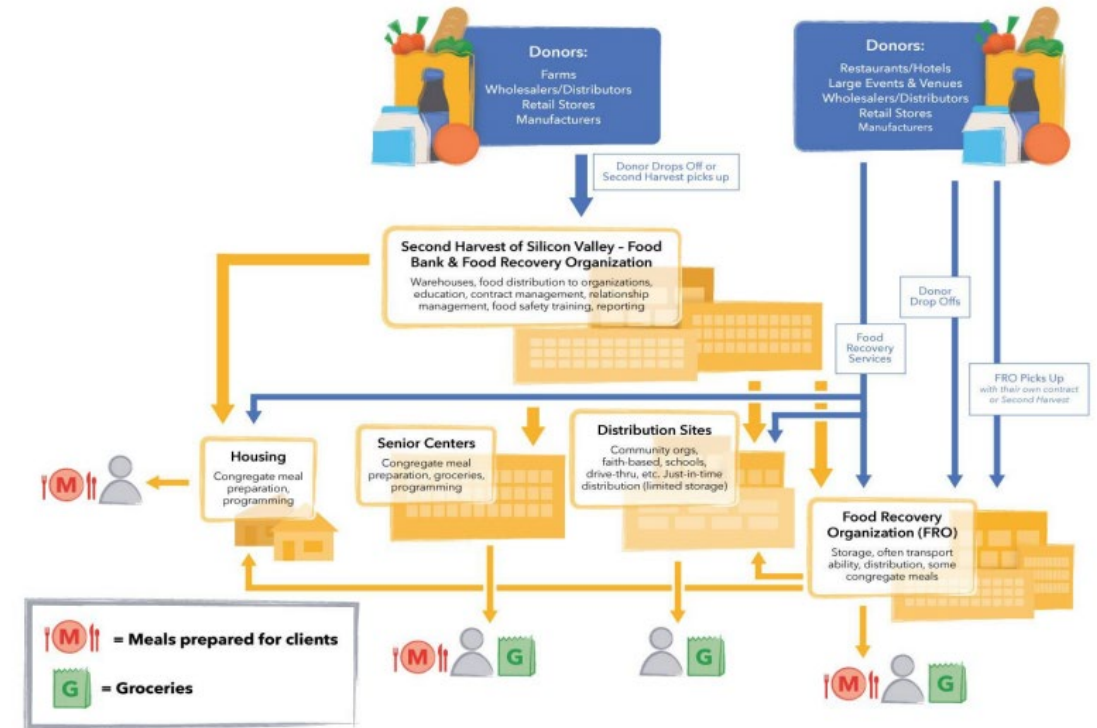 Donors:
Farms
Wholesalers/Distributors
Retail Stores
Manufacturers
Donors:
Restaurants/Hotels
Large Events & Venues
Wholesalers/Distributors
Retail Stores
Manufacturers
Donor Drops Off or
Second Harvest picks up
Second Harvest of Silicon Valley – Food
Bank & Food Recovery Organization
Warehouses, food distribution to organizations,
education, contract management, relationship
management, food safety training, reporting
Donor
Drop Offs
Food
Recovery
Services
FRO Picks Up
with their own contract
or Second Harvest
Housing
Congregate meal
preparation,
programming
Senior Centers
Congregate meal
preparation, groceries,
programming
Distribution Sites
Community orgs,
faith-based, schools,
drive-thru, etc. Just-in-time
distribution (limited storage)
Food Recovery
Organization (FRO)
Storage, often transport
ability, distribution, some
congregate meals
M
M
G
G
M
G
M = Meals prepared for clients
G = Groceries